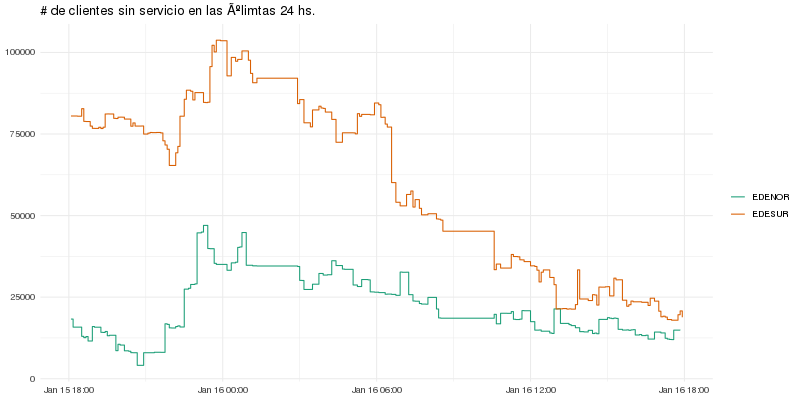 # de clientes sin servicio en las Ãºlimtas 24 hs.
100000
75000
50000
25000
0
Jan 15 18:00
Jan 16 00:00
Jan 16 06:00
Jan 16 12:00
Jan 16 18:00
EDENOR
EDESUR